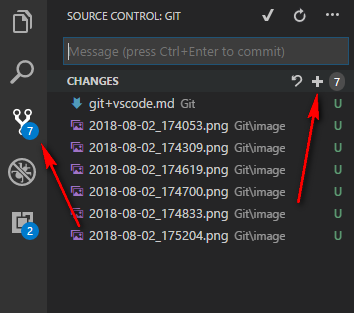 SOURCE CONTROL: GIT
Message (press Ctrl+Enter to commit)
CHANGES 7
git+vscode.md Git U
2018-08-02_174053.png Git\image U
2018-08-02_174309.png Git\image U
2018-08-02_174619.png Git\image U
2018-08-02_174700.png Git\image U
2018-08-02_174833.png Git\image U
2018-08-02_175204.png Git\image U
7
2